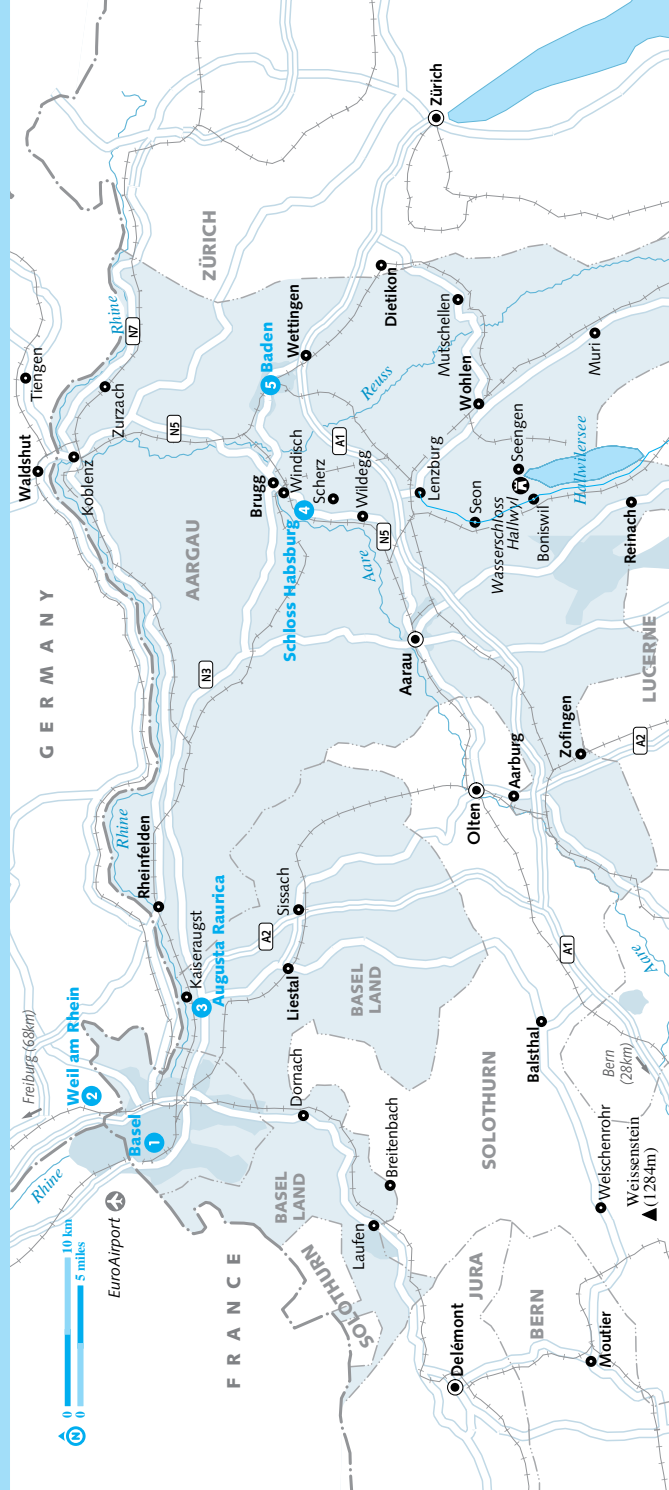 N
0
10 km
0
5 miles
EuroAirport
Rhine
Freiburg (68km)
2
Weil am Rhein
1
Basel
3
Augusta Raurica
Kaiseraugst
Rheinfelden
Rhine
GERMANY
Waldshut
Tiengen
Koblenz
Zurzach
Rhine
N7
N5
N3
AARGAU
ZÜRICH
FRANCE
SOLOTHURN
BASEL
LAND
Dornach
Breitenbach
Laufen
Liestal
Sissach
A2
BASEL
LAND
Schloss Habsburg
4
Brugg
Windisch
Scherz
Wildegg
5
Baden
Wettingen
A1
Reuss
Dietikon
Mutschellen
Wohlen
Zürich
Aare
N5
Aarau
Lenzburg
Seon
Wasserschloss
Hallwyl
Seengen
Boniswil
Hallwilersee
Muri
Reinach
LUCERNE
Olten
Aarburg
Zofingen
A2
A1
Aare
SOLOTHURN
Balsthal
Bern
(28km)
Welschenrohr
Weissenstein
(1284m)
JURA
BERN
Delémont
Moutier